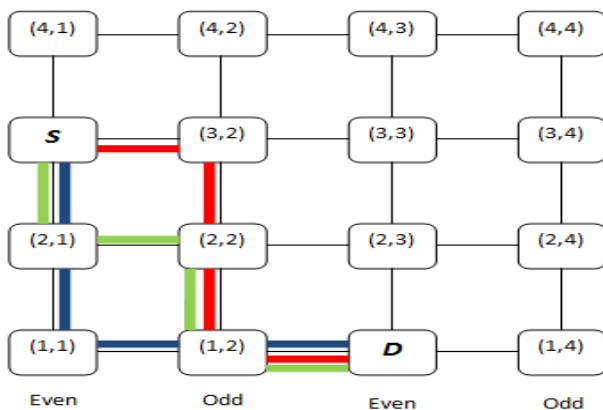 (4,1) (4,2) (4,3) (4,4)
S (3,2) (3,3) (3,4)
(2,1) (2,2) (2,3) (2,4)
(1,1) (1,2) D (1,4)
Even Odd Even Odd